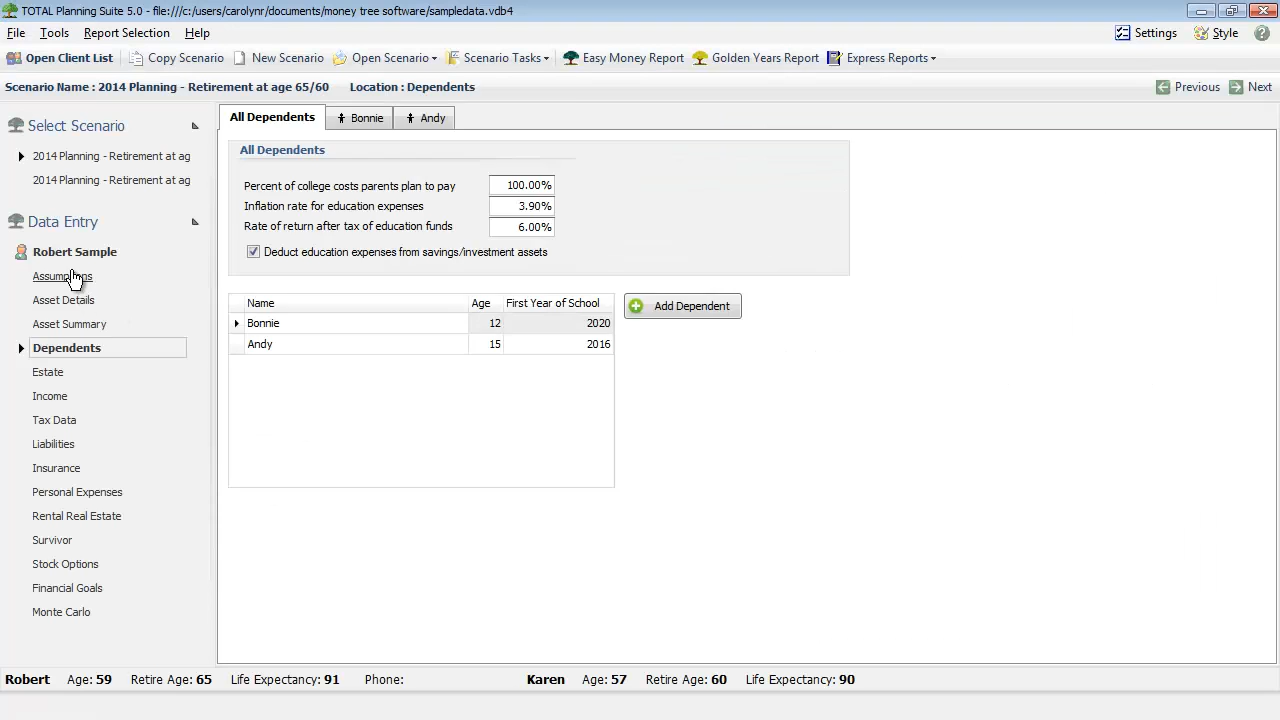 TOTAL Planning Suite 5.0 - file:///c:/users/carolynr/documents/money tree software/sampledata.vdb4
File Tools Report Selection Help Settings Style
Open Client List Copy Scenario New Scenario Open Scenario Scenario Tasks Easy Money Report Golden Years Report Express Reports
Scenario Name : 2014 Planning - Retirement at age 65/60 Location : Dependents Previous Next
Select Scenario
2014 Planning - Retirement at ag
2014 Planning - Retirement at ag
Data Entry
Robert Sample
Assumptions
Asset Details
Asset Summary
Dependents
Estate
Income
Tax Data
Liabilities
Insurance
Personal Expenses
Rental Real Estate
Survivor
Stock Options
Financial Goals
Monte Carlo
All Dependents Bonnie Andy
All Dependents
Percent of college costs parents plan to pay 100.00%
Inflation rate for education expenses 3.90%
Rate of return after tax of education funds 6.00%
Deduct education expenses from savings/investment assets
Name Age First Year of School
Bonnie 12 2020
Andy 15 2016
Add Dependent
Robert Age: 59 Retire Age: 65 Life Expectancy: 91 Phone: Karen Age: 57 Retire Age: 60 Life Expectancy: 90